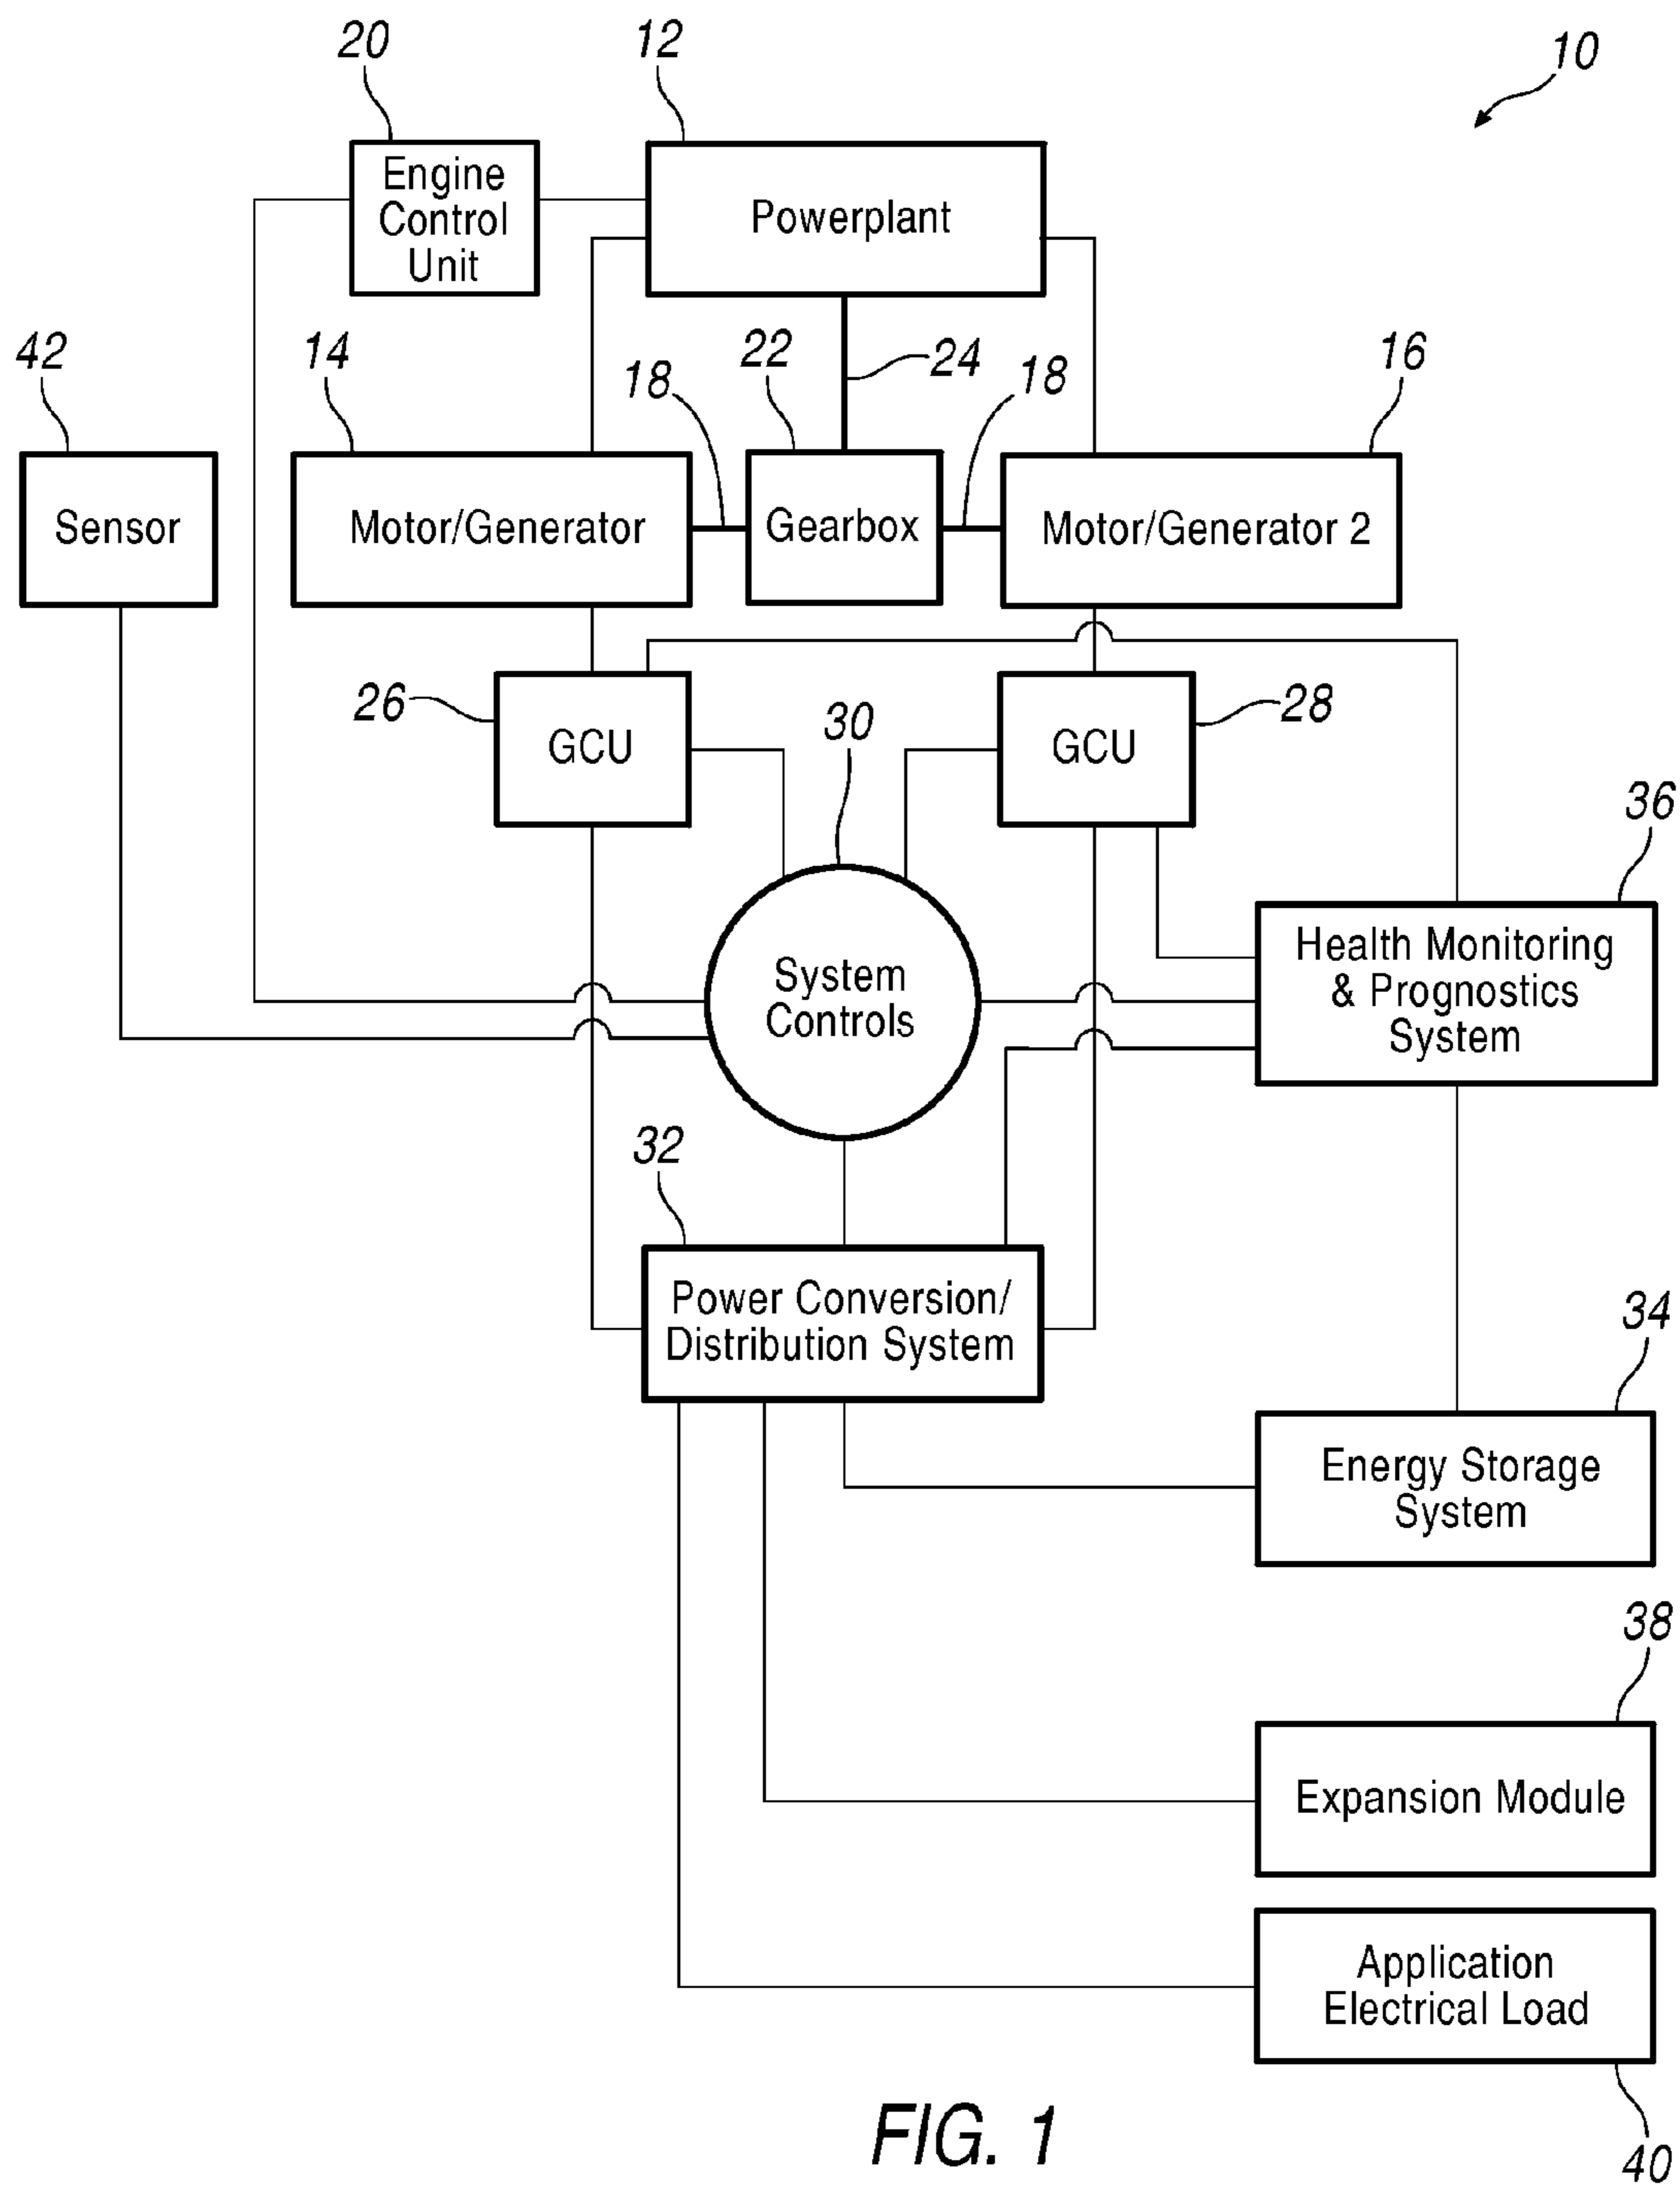 20
12
10
Engine
Control
Unit
Powerplant
42
14
18
22
24
18
16
Sensor
Motor/Generator
Gearbox
Motor/Generator 2
26
GCU
30
GCU
28
36
System
Controls
Health Monitoring
& Prognostics
System
32
Power Conversion/
Distribution System
34
Energy Storage
System
38
Expansion Module
Application
Electrical Load
40
FIG. 1